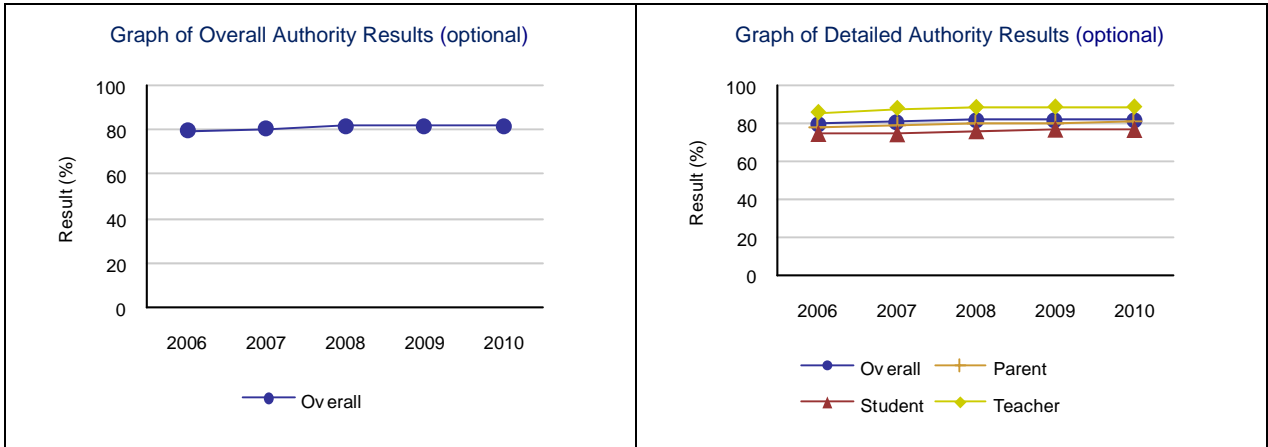 Graph of Overall Authority Results (optional)
100
80
60
40
20
0
Result (%)
2006 2007 2008 2009 2010
Ov erall
Graph of Detailed Authority Results (optional)
100
80
60
40
20
0
Result (%)
2006 2007 2008 2009 2010
Ov erall Parent
Student Teacher